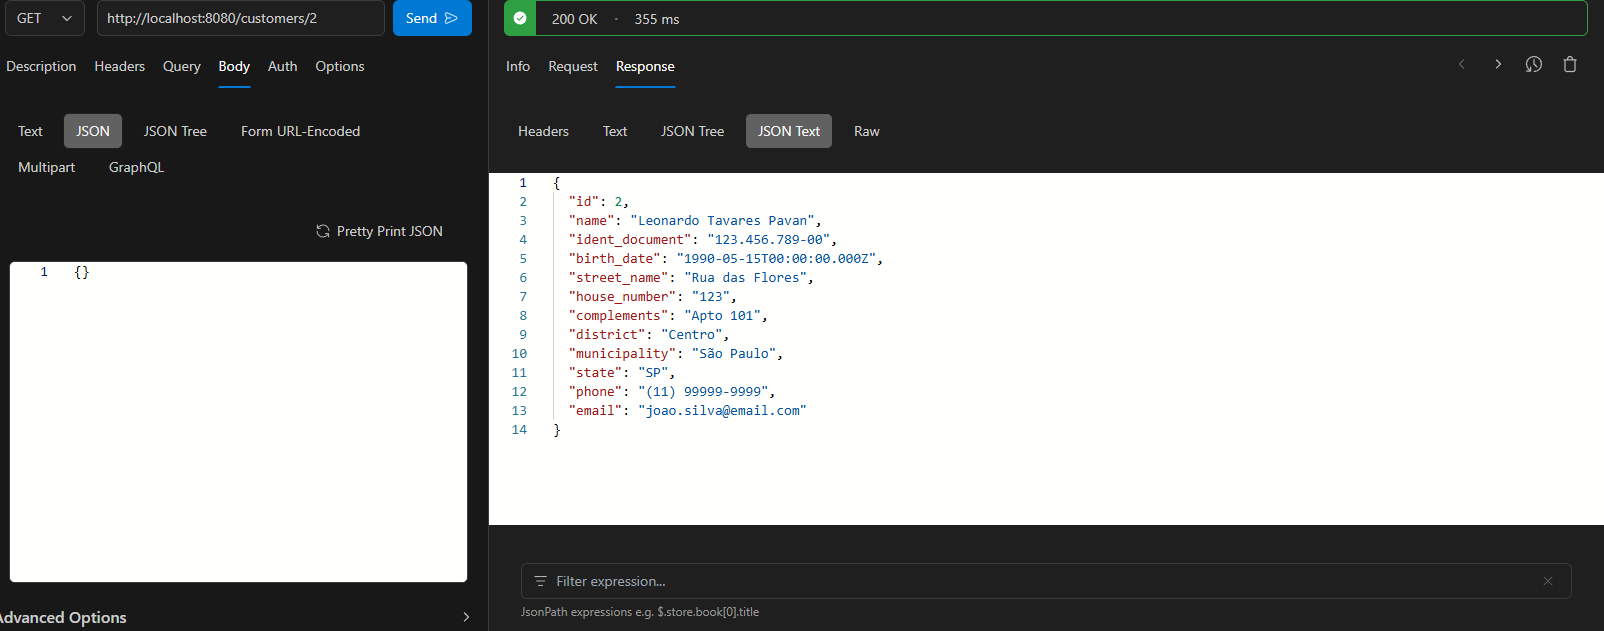 GET
http://localhost:8080/customers/2
Send
Description Headers Query Body Auth Options
Text JSON JSON Tree Form URL-Encoded
Multipart GraphQL
Pretty Print JSON
1 {}
Advanced Options
200 OK · 355 ms
Info Request Response
Headers Text JSON Tree JSON Text Raw
1 {
2 "id": 2,
3 "name": "Leonardo Tavares Pavan",
4 "ident_document": "123.456.789-00",
5 "birth_date": "1990-05-15T00:00:00.000Z",
6 "street_name": "Rua das Flores",
7 "house_number": "123",
8 "complements": "Apto 101",
9 "district": "Centro",
10 "municipality": "São Paulo",
11 "state": "SP",
12 "phone": "(11) 99999-9999",
13 "email": "joao.silva@email.com"
14 }
Filter expression...
JsonPath expressions e.g. $.store.book[0].title